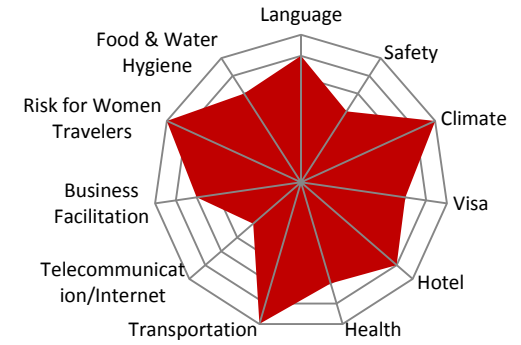 Language
Safety
Climate
Visa
Hotel
Health
Transportation
Telecommunicat
ion/Internet
Business
Facilitation
Risk for Women
Travelers
Food & Water
Hygiene